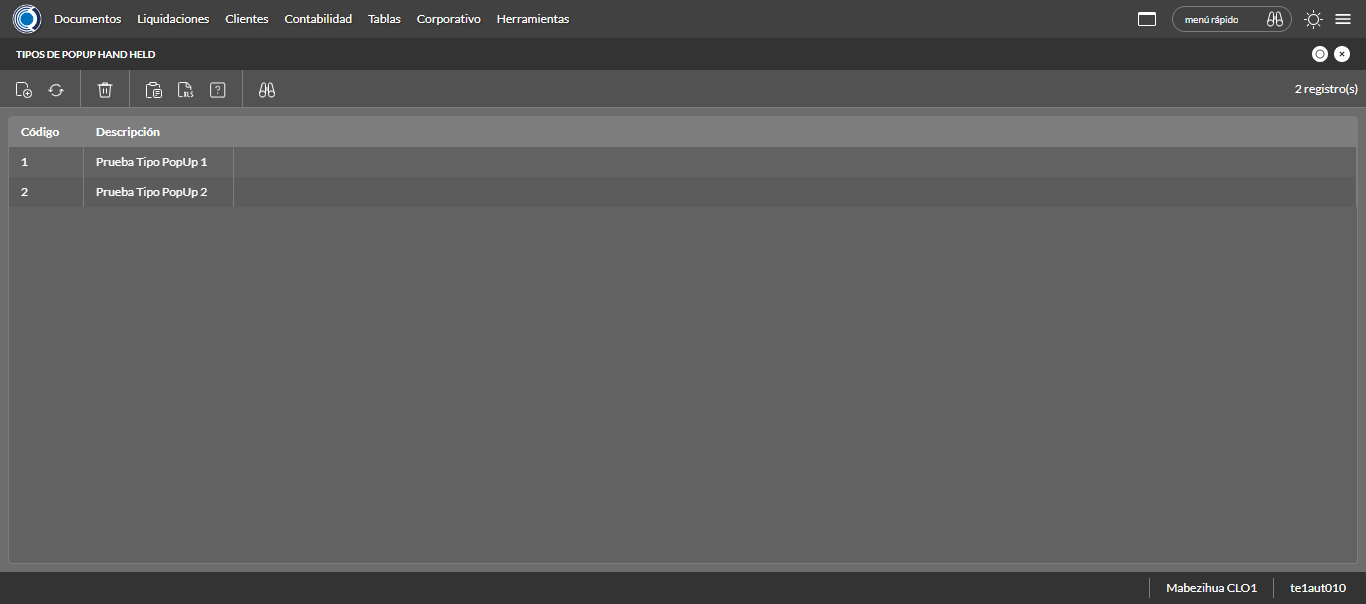 Documentos Liquidaciones Clientes Contabilidad Tablas Corporativo Herramientas menú rápido
TIPOS DE POPUP HAND HELD
XLS ? 2 registro(s)
Código Descripción
1 Prueba Tipo PopUp 1
2 Prueba Tipo PopUp 2
Mabezihua CLO1 te1aut010